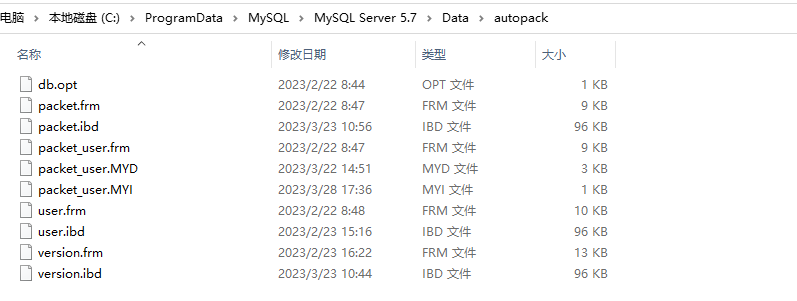 电脑 > 本地磁盘 (C:) > ProgramData > MySQL > MySQL Server 5.7 > Data > autopack
名称 修改日期 类型 大小
db.opt 2023/2/22 8:44 OPT 文件 1 KB
packet.frm 2023/2/22 8:47 FRM 文件 9 KB
packet.ibd 2023/3/23 10:56 IBD 文件 96 KB
packet_user.frm 2023/2/22 8:47 FRM 文件 9 KB
packet_user.MYD 2023/3/22 14:51 MYD 文件 3 KB
packet_user.MYI 2023/3/28 17:36 MYI 文件 1 KB
user.frm 2023/2/22 8:48 FRM 文件 10 KB
user.ibd 2023/2/23 15:16 IBD 文件 96 KB
version.frm 2023/2/23 16:22 FRM 文件 13 KB
version.ibd 2023/3/23 10:44 IBD 文件 96 KB